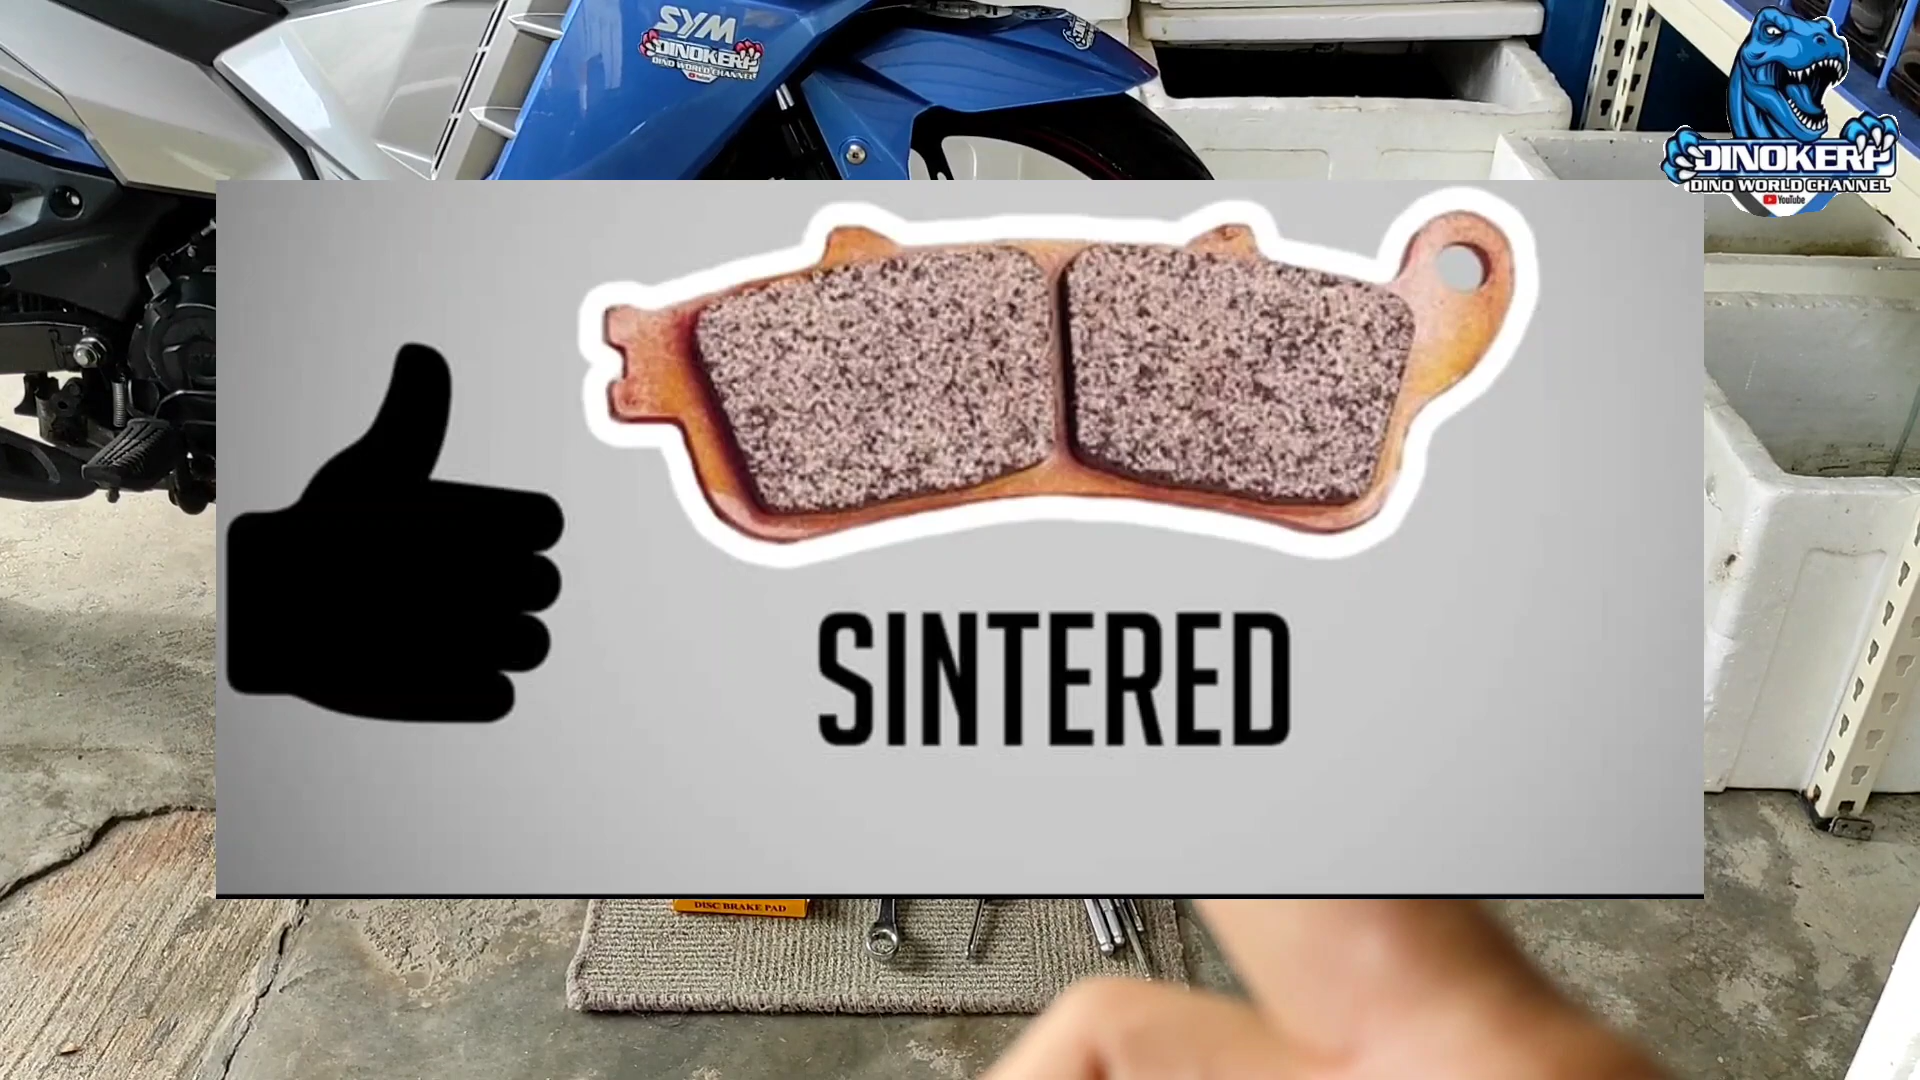 SYM
DINOKERP
DINO WORLD CHANNEL
DINOKERP
DINO WORLD CHANNEL
YouTube
SINTERED
DISC BRAKE PAD